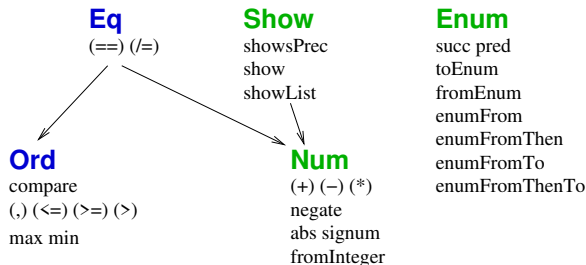 Eq
(==) (/=)
Show
showsPrec
show
showList
Enum
succ pred
toEnum
fromEnum
enumFrom
enumFromThen
enumFromTo
enumFromThenTo
Ord
compare
(,) (<=) (>=) (>)
max min
Num
(+) (−) (*)
negate
abs signum
fromInteger